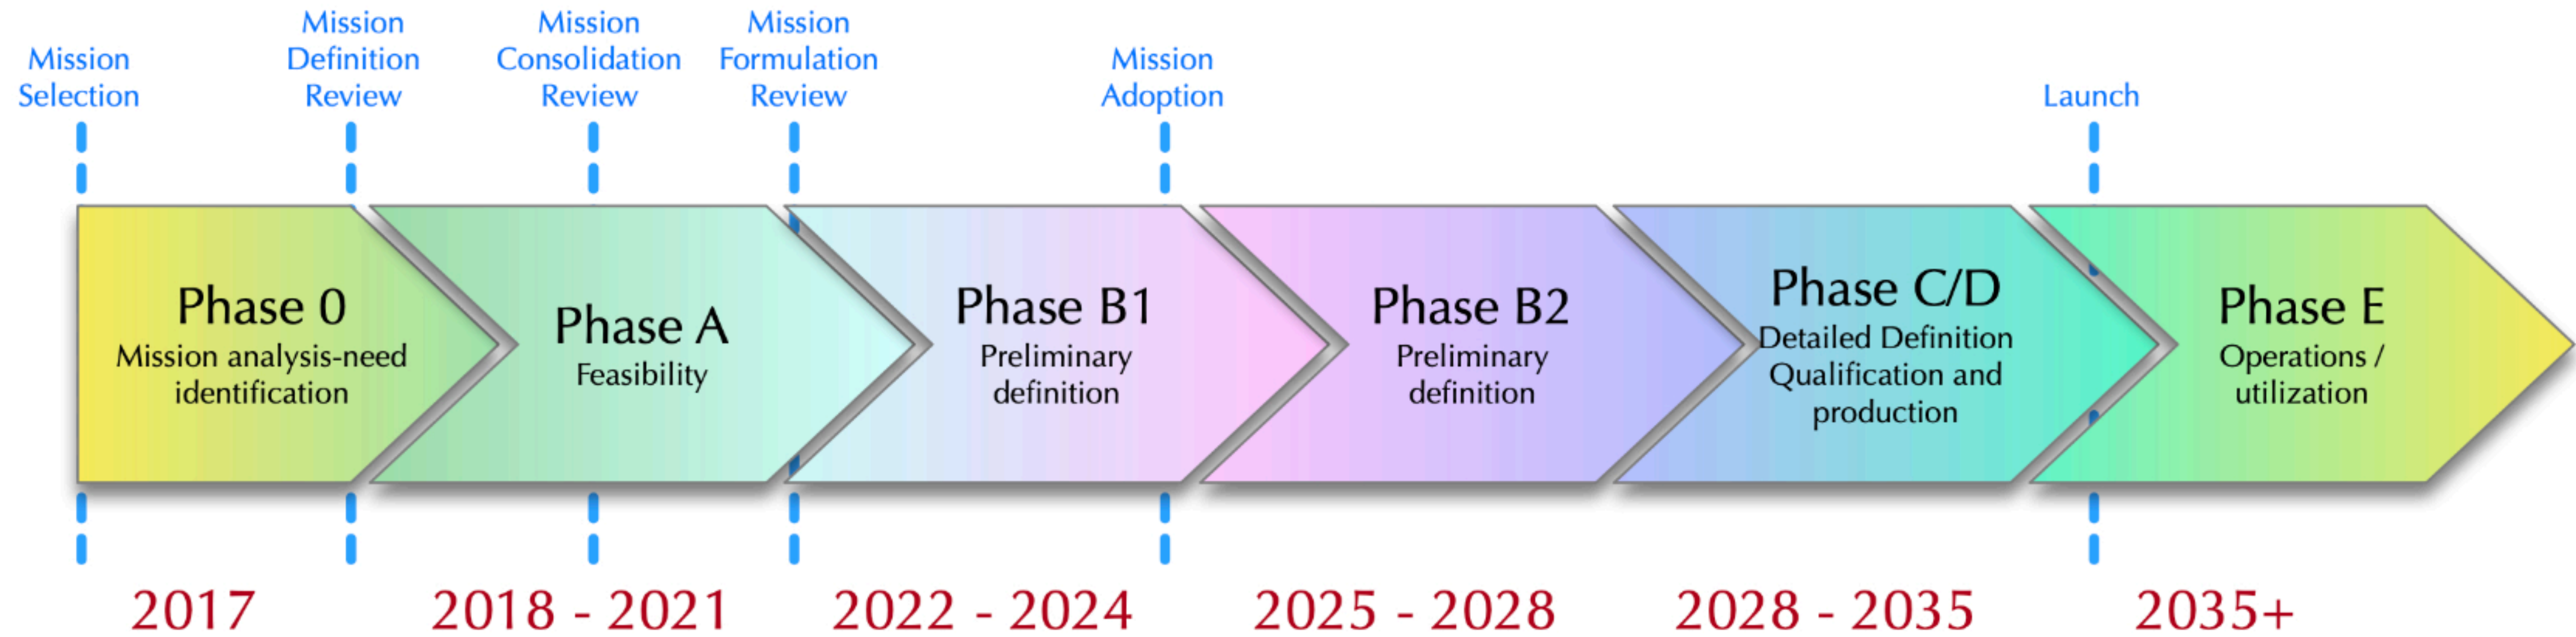 Mission
Selection
Mission
Definition
Review
Mission
Consolidation
Review
Mission
Formulation
Review
Mission
Adoption
Launch
Phase 0
Mission analysis-need
identification
Phase A
Feasibility
Phase B1
Preliminary
definition
Phase B2
Preliminary
definition
Phase C/D
Detailed Definition
Qualification and
production
Phase E
Operations /
utilization
2017
2018 - 2021
2022 - 2024
2025 - 2028
2028 - 2035
2035+